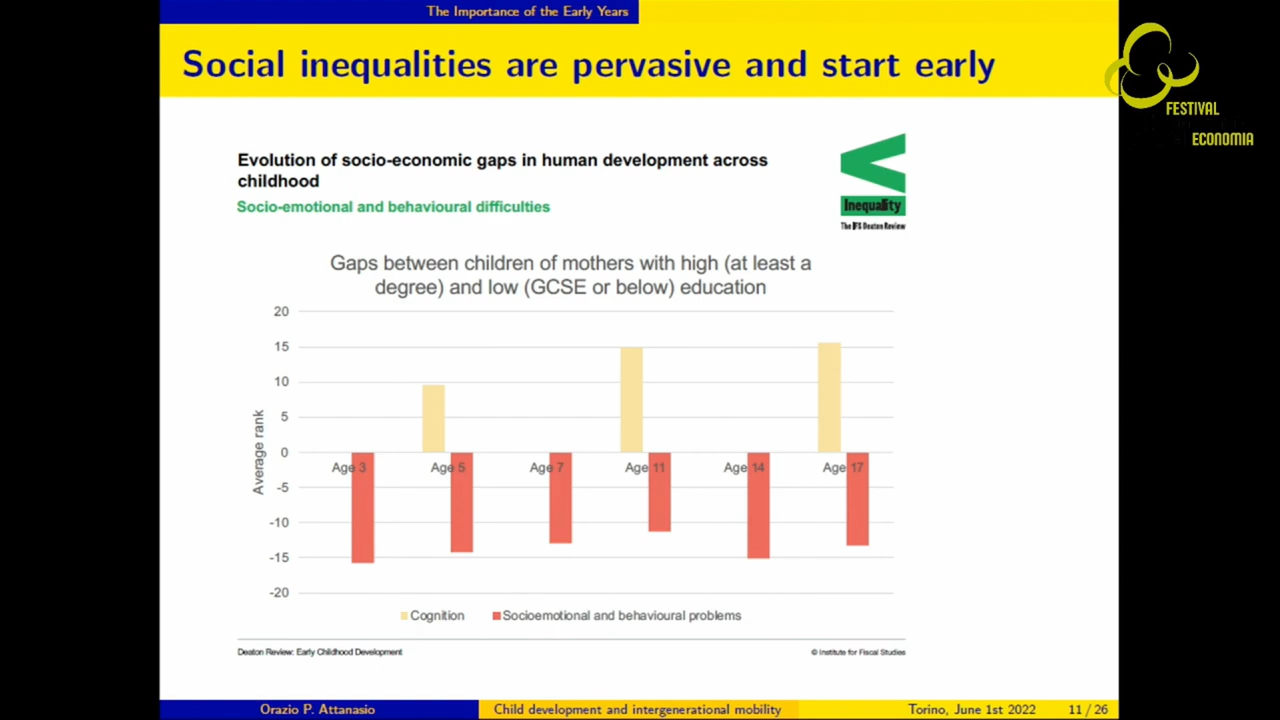 The Importance of the Early Years
Social inequalities are pervasive and start early
FESTIVAL
ECONOMIA
Evolution of socio-economic gaps in human development across
childhood
Socio-emotional and behavioural difficulties
Inequality
The IFS Deaton Review
Gaps between children of mothers with high (at least a
degree) and low (GCSE or below) education
20
15
10
5
0
-5
-10
-15
-20
Average rank
Age 3
Age 5
Age 7
Age 11
Age 14
Age 17
Cognition
Socioemotional and behavioural problems
Deaton Review: Early Childhood Development
© Institute for Fiscal Studies
Orazio P. Attanasio
Child development and intergenerational mobility
Torino, June 1st 2022
11 / 26